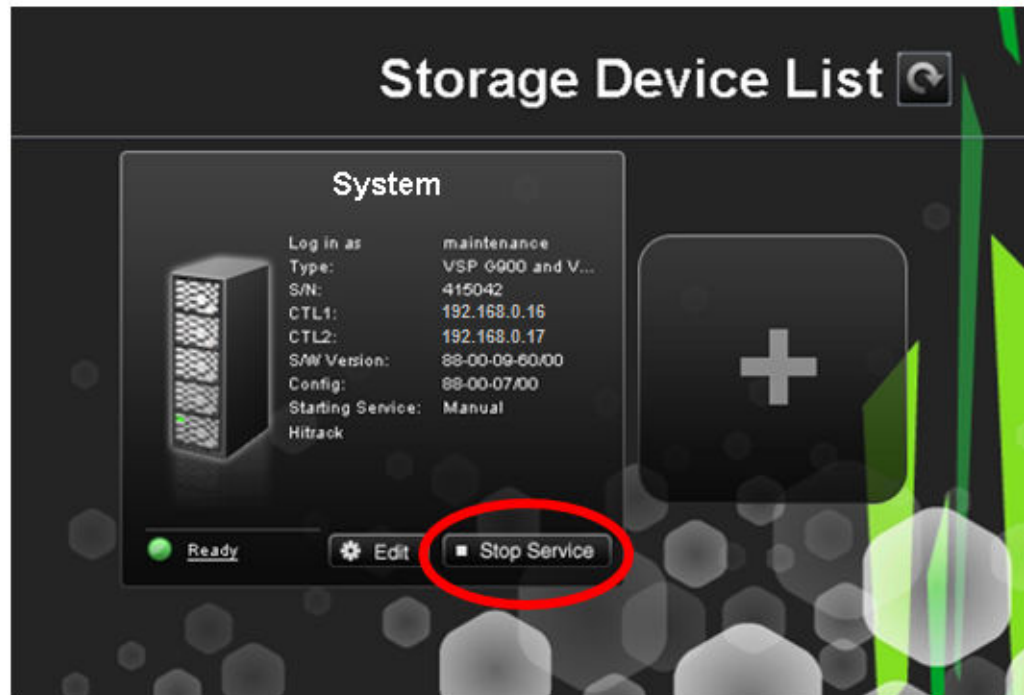 Storage Device List
System
Log in as maintenance
Type: VSP G900 and V...
S/N: 415042
CTL1: 192.168.0.16
CTL2: 192.168.0.17
S/W Version: 88-00-09-60/00
Config: 88-00-07/00
Starting Service: Manual
Hitrack
Ready Edit Stop Service